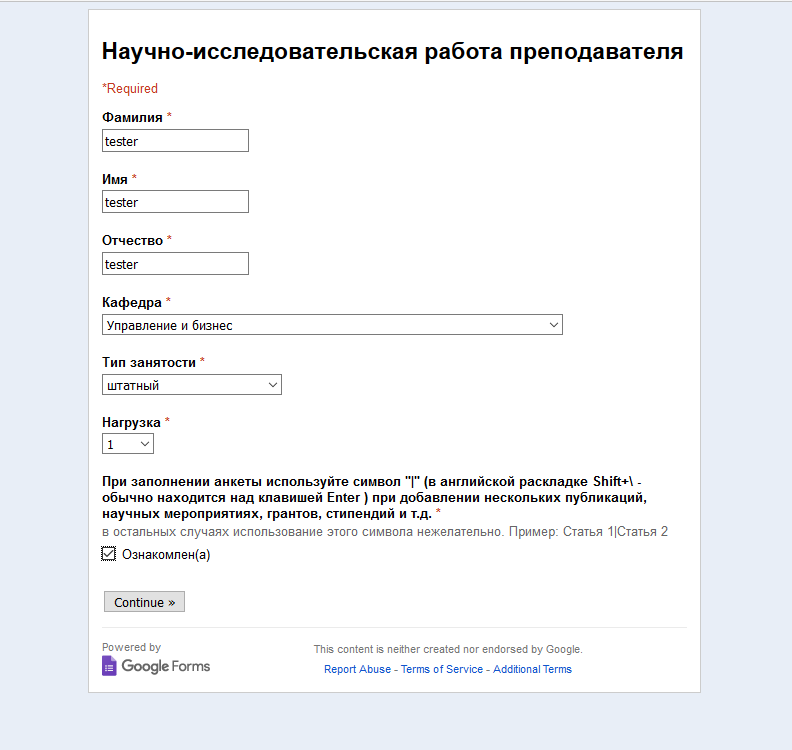 Научно-исследовательская работа преподавателя
*Required
Фамилия *
tester
Имя *
tester
Отчество *
tester
Кафедра *
Управление и бизнес
Тип занятости *
штатный
Нагрузка *
1
При заполнении анкеты используйте символ "|" (в английской раскладке Shift+\ -
обычно находится над клавишей Enter ) при добавлении нескольких публикаций,
научных мероприятиях, грантов, стипендий и т.д. *
в остальных случаях использование этого символа нежелательно. Пример: Статья 1|Статья 2
Ознакомлен(а)
Continue »
Powered by
Google Forms
This content is neither created nor endorsed by Google.
Report Abuse - Terms of Service - Additional Terms